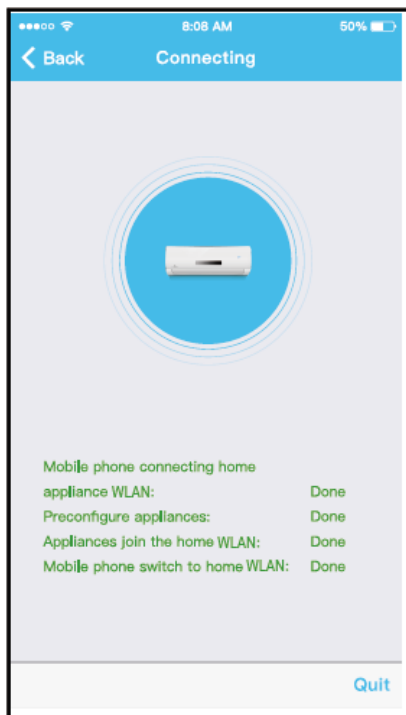 8:08 AM 50%
Back Connecting
Mobile phone connecting home
appliance WLAN: Done
Preconfigure appliances: Done
Appliances join the home WLAN: Done
Mobile phone switch to home WLAN: Done
Quit